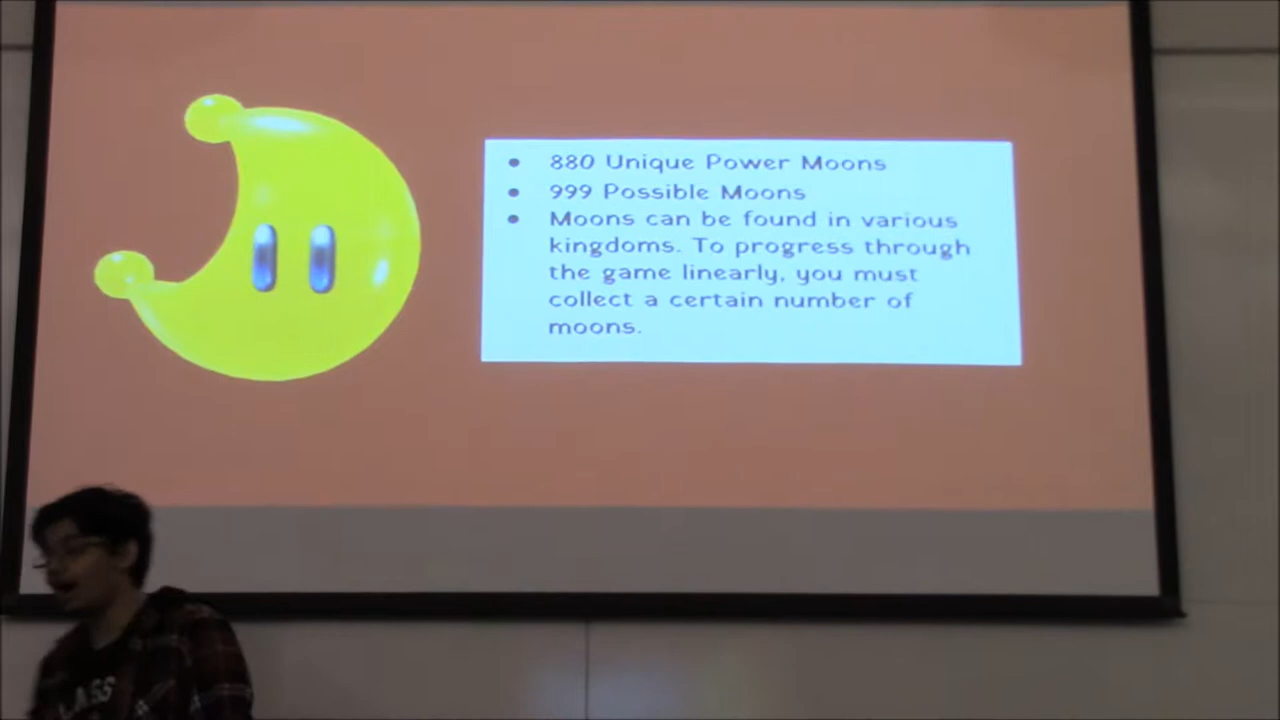 • 880 Unique Power Moons
• 999 Possible Moons
• Moons can be found in various
kingdoms. To progress through
the game linearly, you must
collect a certain number of
moons.